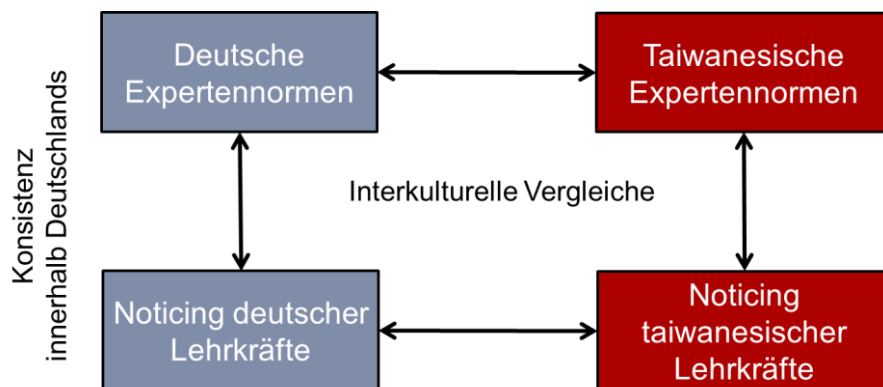 Deutsche
Expertennormen
Taiwanesische
Expertennormen
Konsistenz
innerhalb Deutschlands
Interkulturelle Vergleiche
Noticing deutscher
Lehrkräfte
Noticing
taiwanesischer
Lehrkräfte